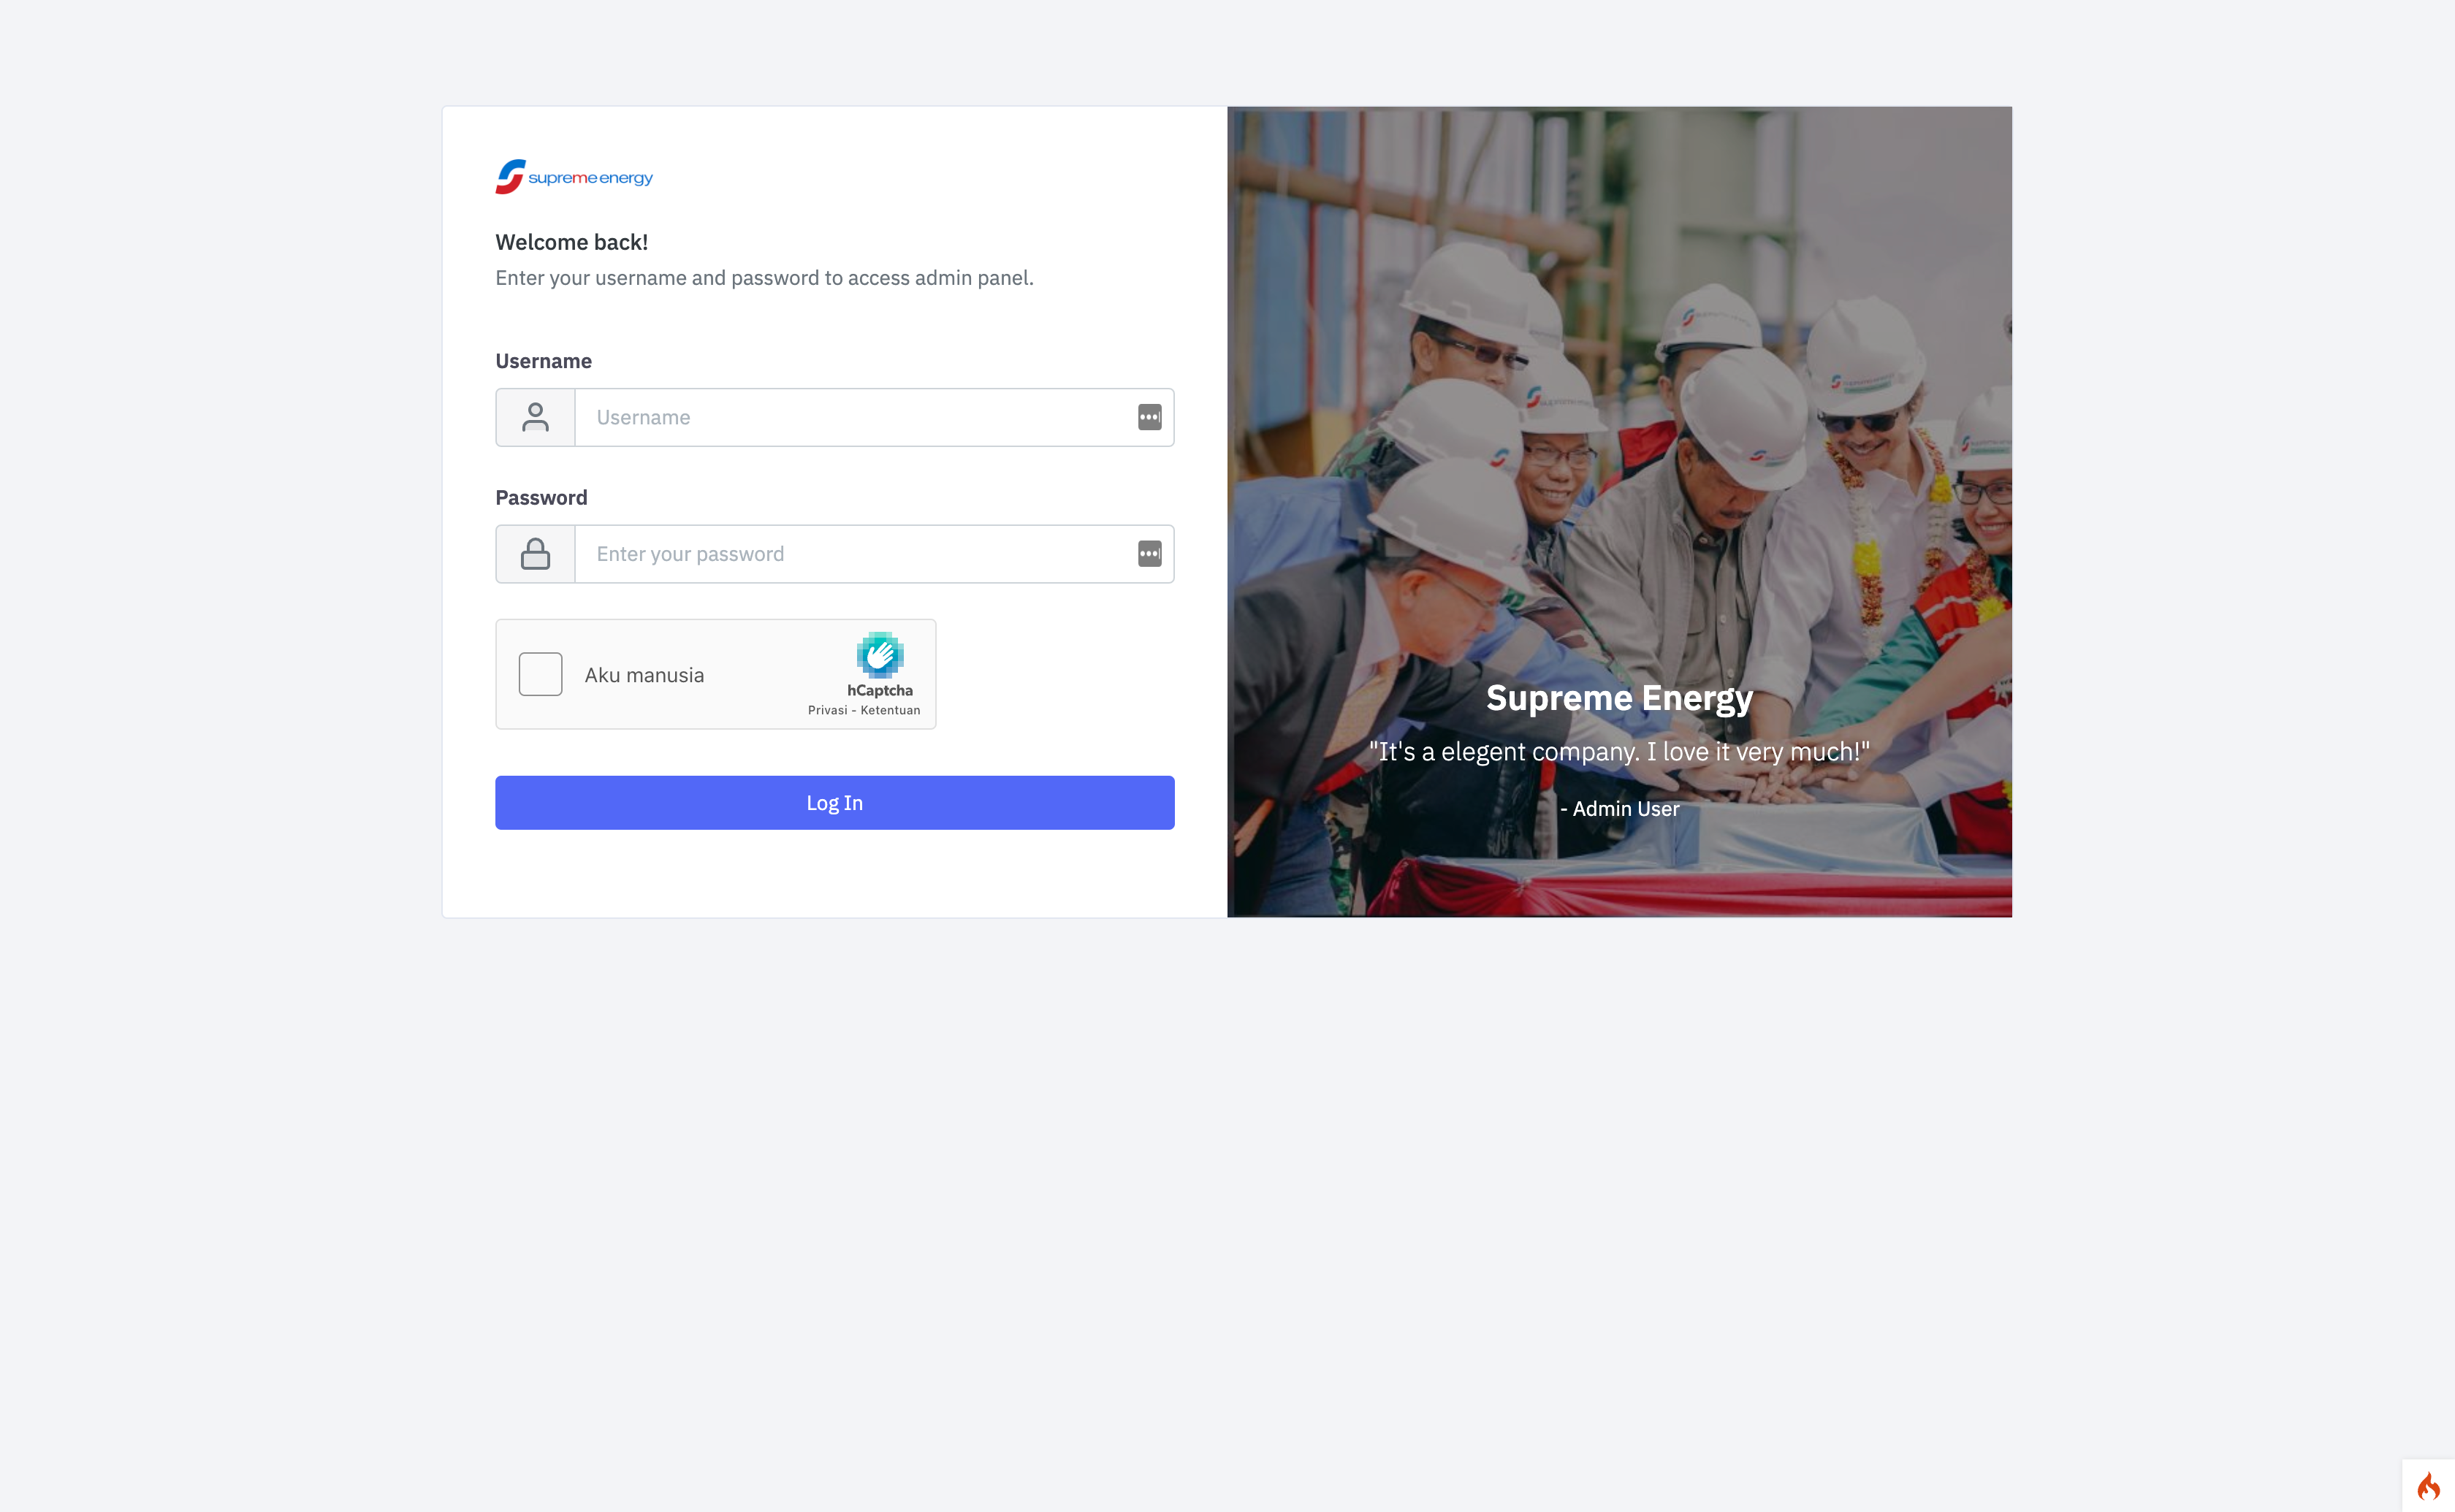 supreme energy
Welcome back!
Enter your username and password to access admin panel.
Username
Username
Password
Enter your password
Aku manusia
hCaptcha
Privasi - Ketentuan
Log In
Supreme Energy
"It's a elegent company. I love it very much!"
- Admin User